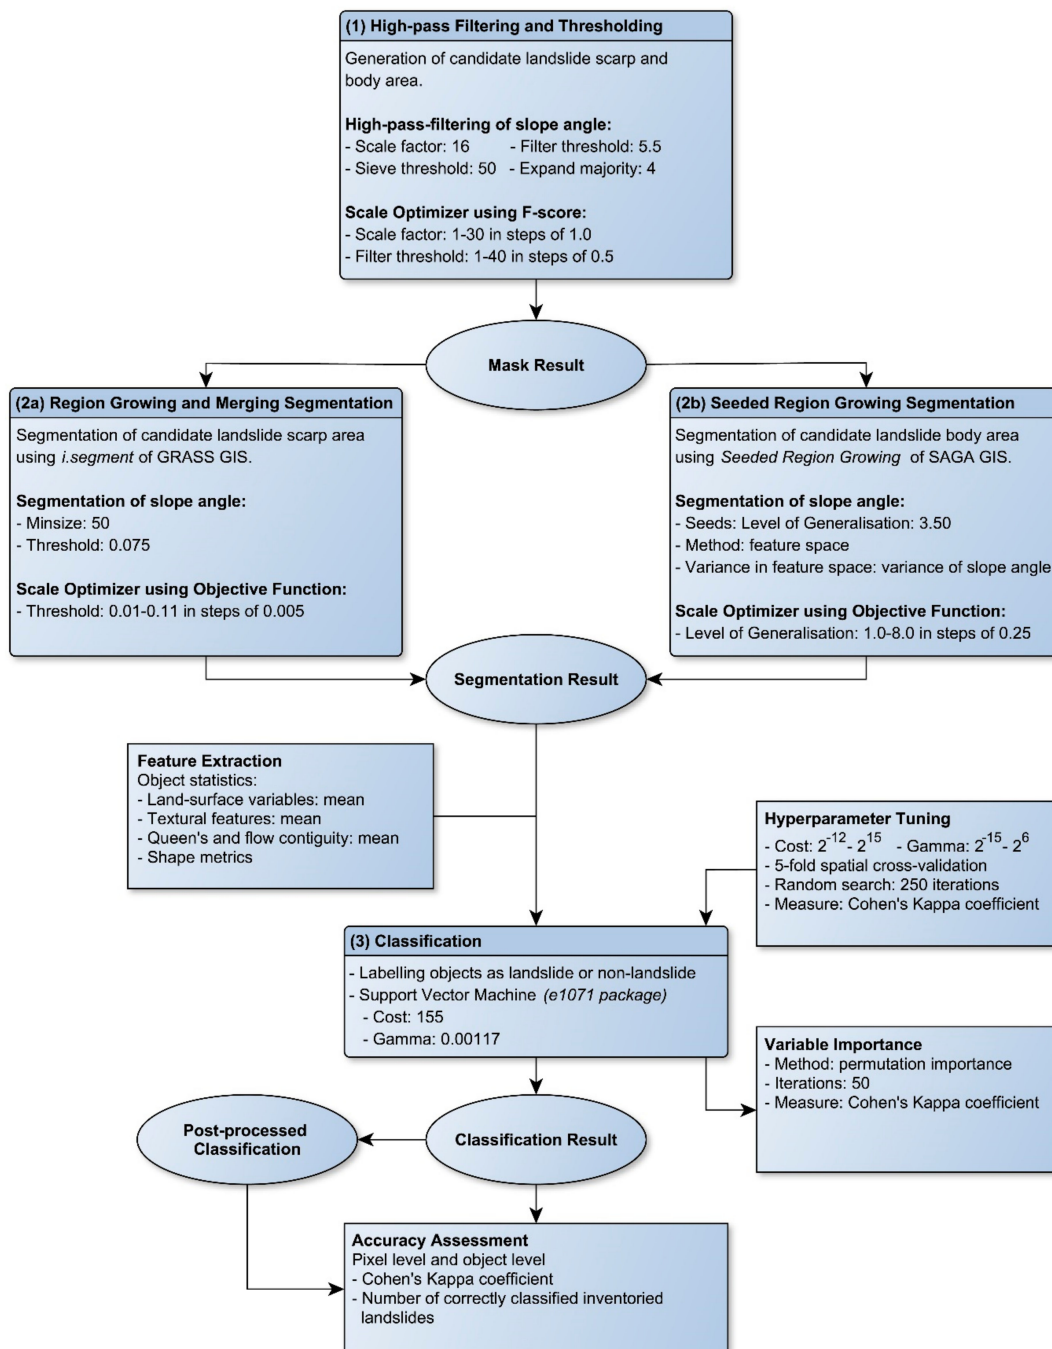 (1) High-pass Filtering and Thresholding
Generation of candidate landslide scarp and
body area.
High-pass-filtering of slope angle:
- Scale factor: 16 - Filter threshold: 5.5
- Sieve threshold: 50 - Expand majority: 4
Scale Optimizer using F-score:
- Scale factor: 1-30 in steps of 1.0
- Filter threshold: 1-40 in steps of 0.5
Mask Result
(2a) Region Growing and Merging Segmentation
Segmentation of candidate landslide scarp area
using i.segment of GRASS GIS.
Segmentation of slope angle:
- Minsize: 50
- Threshold: 0.075
Scale Optimizer using Objective Function:
- Threshold: 0.01-0.11 in steps of 0.005
(2b) Seeded Region Growing Segmentation
Segmentation of candidate landslide body area
using Seeded Region Growing of SAGA GIS.
Segmentation of slope angle:
- Seeds: Level of Generalisation: 3.50
- Method: feature space
- Variance in feature space: variance of slope angle
Scale Optimizer using Objective Function:
- Level of Generalisation: 1.0-8.0 in steps of 0.25
Segmentation Result
Feature Extraction
Object statistics:
- Land-surface variables: mean
- Textural features: mean
- Queen's and flow contiguity: mean
- Shape metrics
Hyperparameter Tuning
- Cost: 2^-12 - 2^15 - Gamma: 2^-15 - 2^6
- 5-fold spatial cross-validation
- Random search: 250 iterations
- Measure: Cohen's Kappa coefficient
(3) Classification
- Labelling objects as landslide or non-landslide
- Support Vector Machine (e1071 package)
- Cost: 155
- Gamma: 0.00117
Variable Importance
- Method: permutation importance
- Iterations: 50
- Measure: Cohen's Kappa coefficient
Post-processed
Classification
Classification Result
Accuracy Assessment
Pixel level and object level
- Cohen's Kappa coefficient
- Number of correctly classified inventoried
landslides